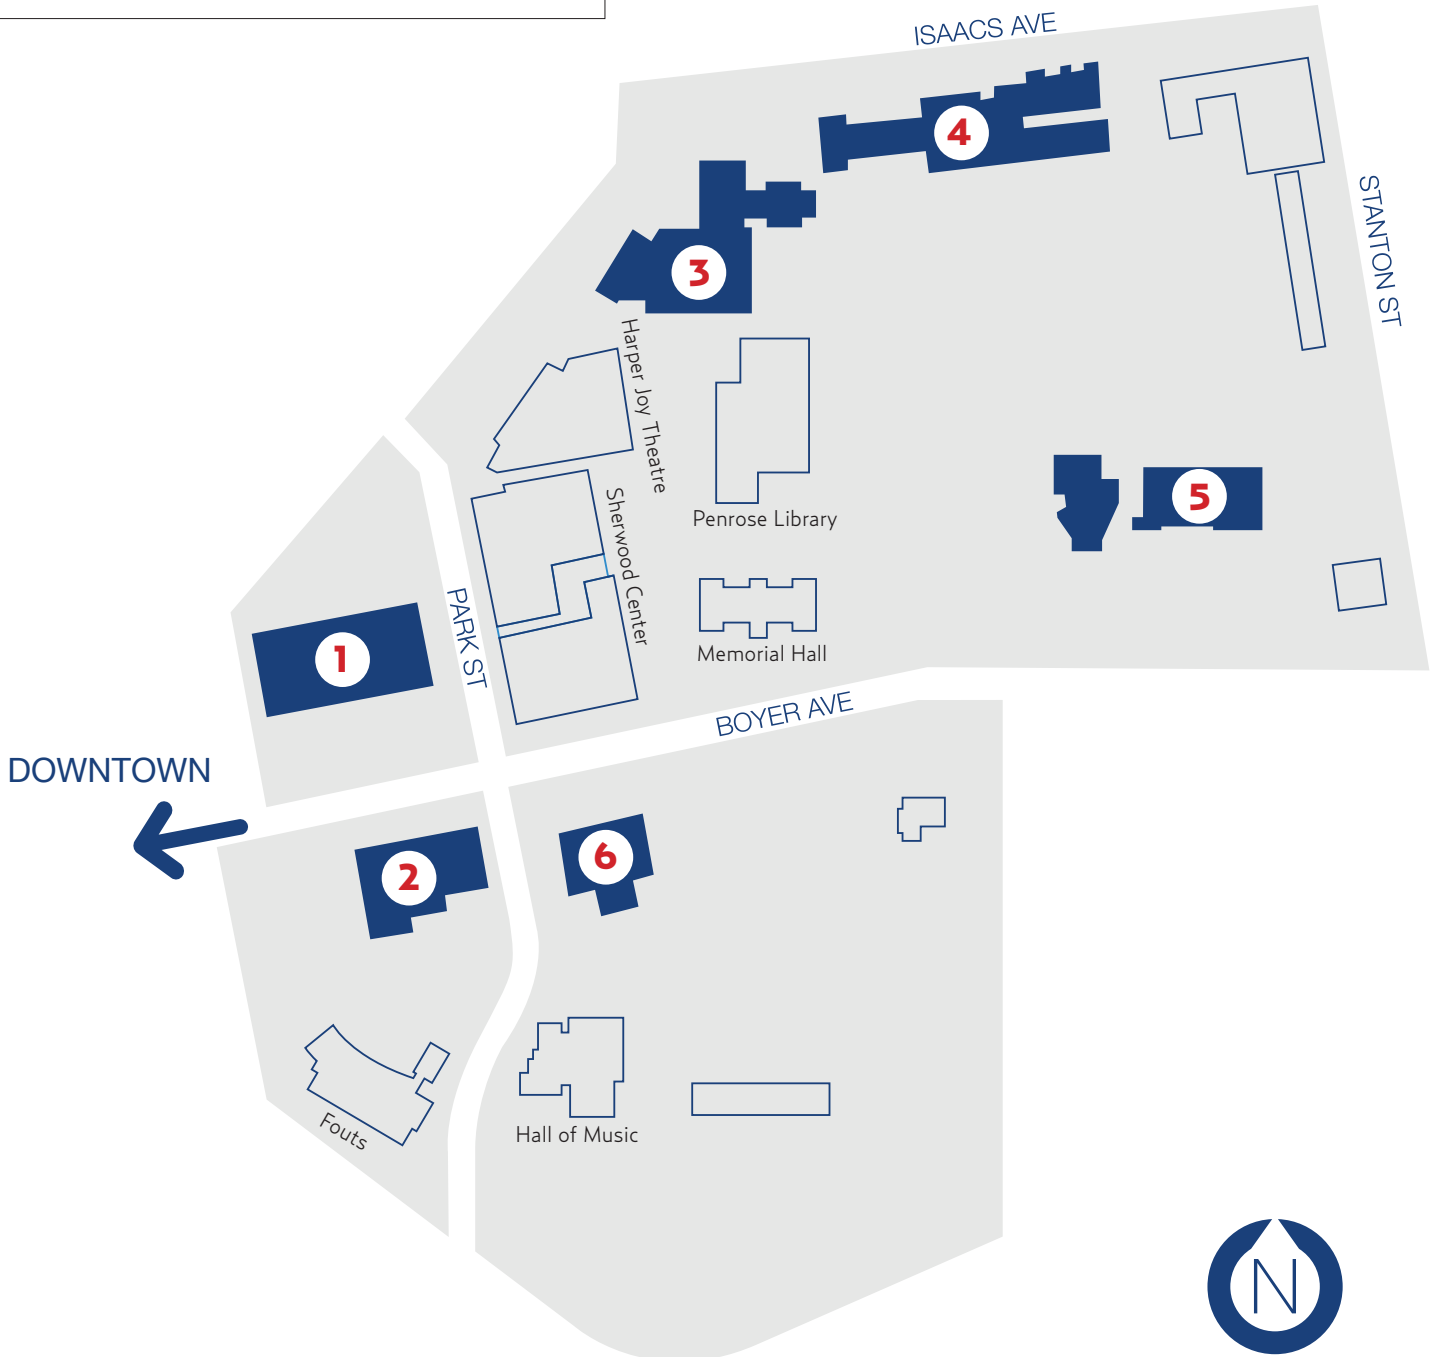 ISAACS AVE
4
STANTON ST
3
Harper Joy Theatre
5
Penrose Library
Sherwood Center
PARK ST
1
Memorial Hall
BOYER AVE
DOWNTOWN
2
6
Fouts
Hall of Music
N